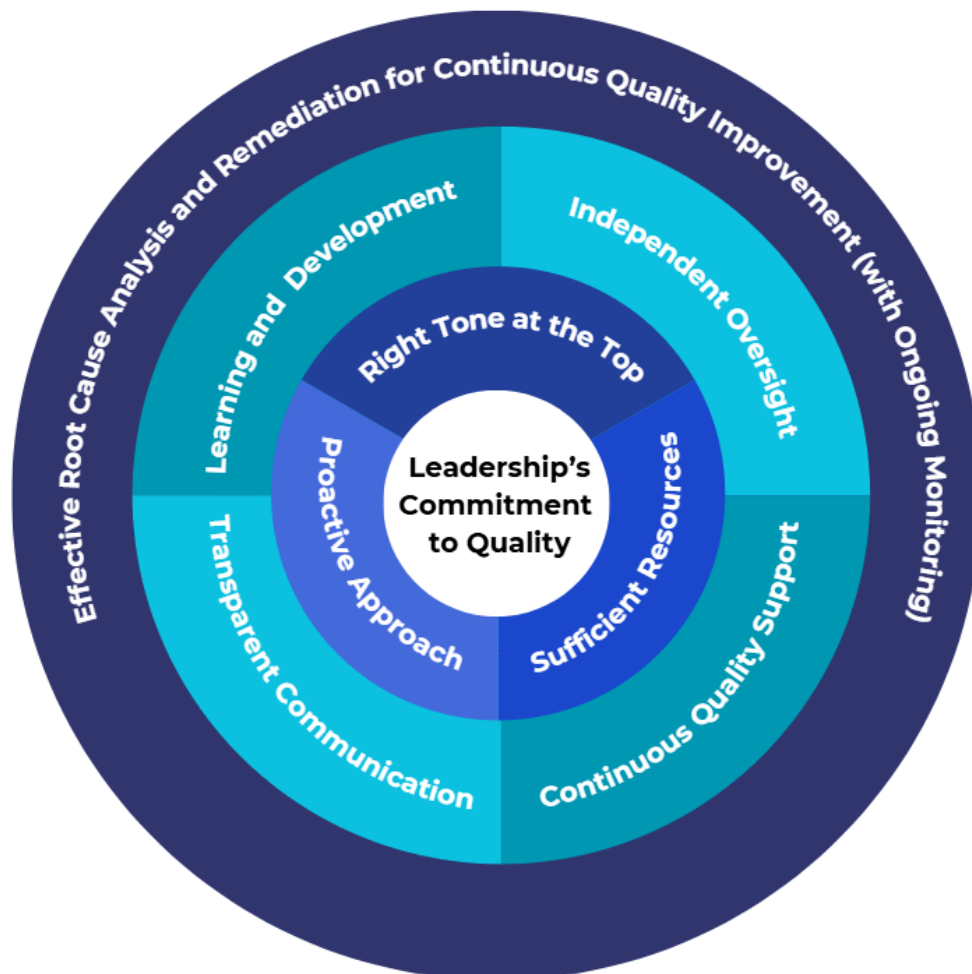 Effective Root Cause Analysis and Remediation for Continuous Quality Improvement (with Ongoing Monitoring)
Learning and Development
Independent Oversight
Right Tone at the Top
Proactive Approach
Leadership’s
Commitment
to Quality
Sufficient Resources
Transparent Communication
Continuous Quality Support